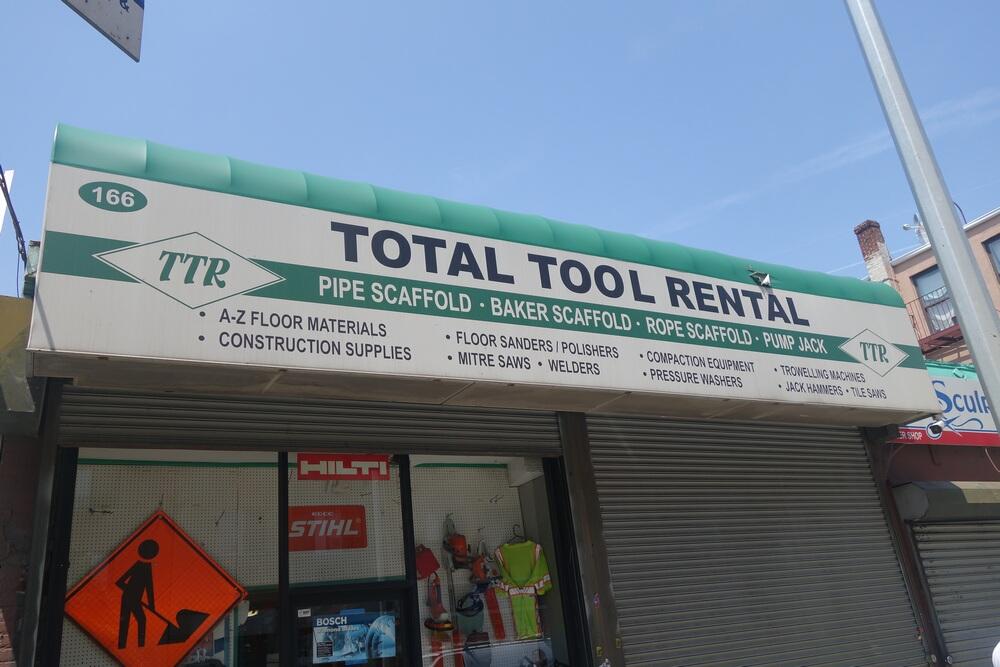 166
TTR
TOTAL TOOL RENTAL
PIPE SCAFFOLD · BAKER SCAFFOLD · ROPE SCAFFOLD · PUMP JACK
TTR
• A-Z FLOOR MATERIALS
• CONSTRUCTION SUPPLIES
• FLOOR SANDERS / POLISHERS
• MITRE SAWS • WELDERS
• COMPACTION EQUIPMENT
• PRESSURE WASHERS
• TROWELLING MACHINES
• JACK HAMMERS • TILE SAWS
HILTI
STIHL
BOSCH
Sculp
SHOP